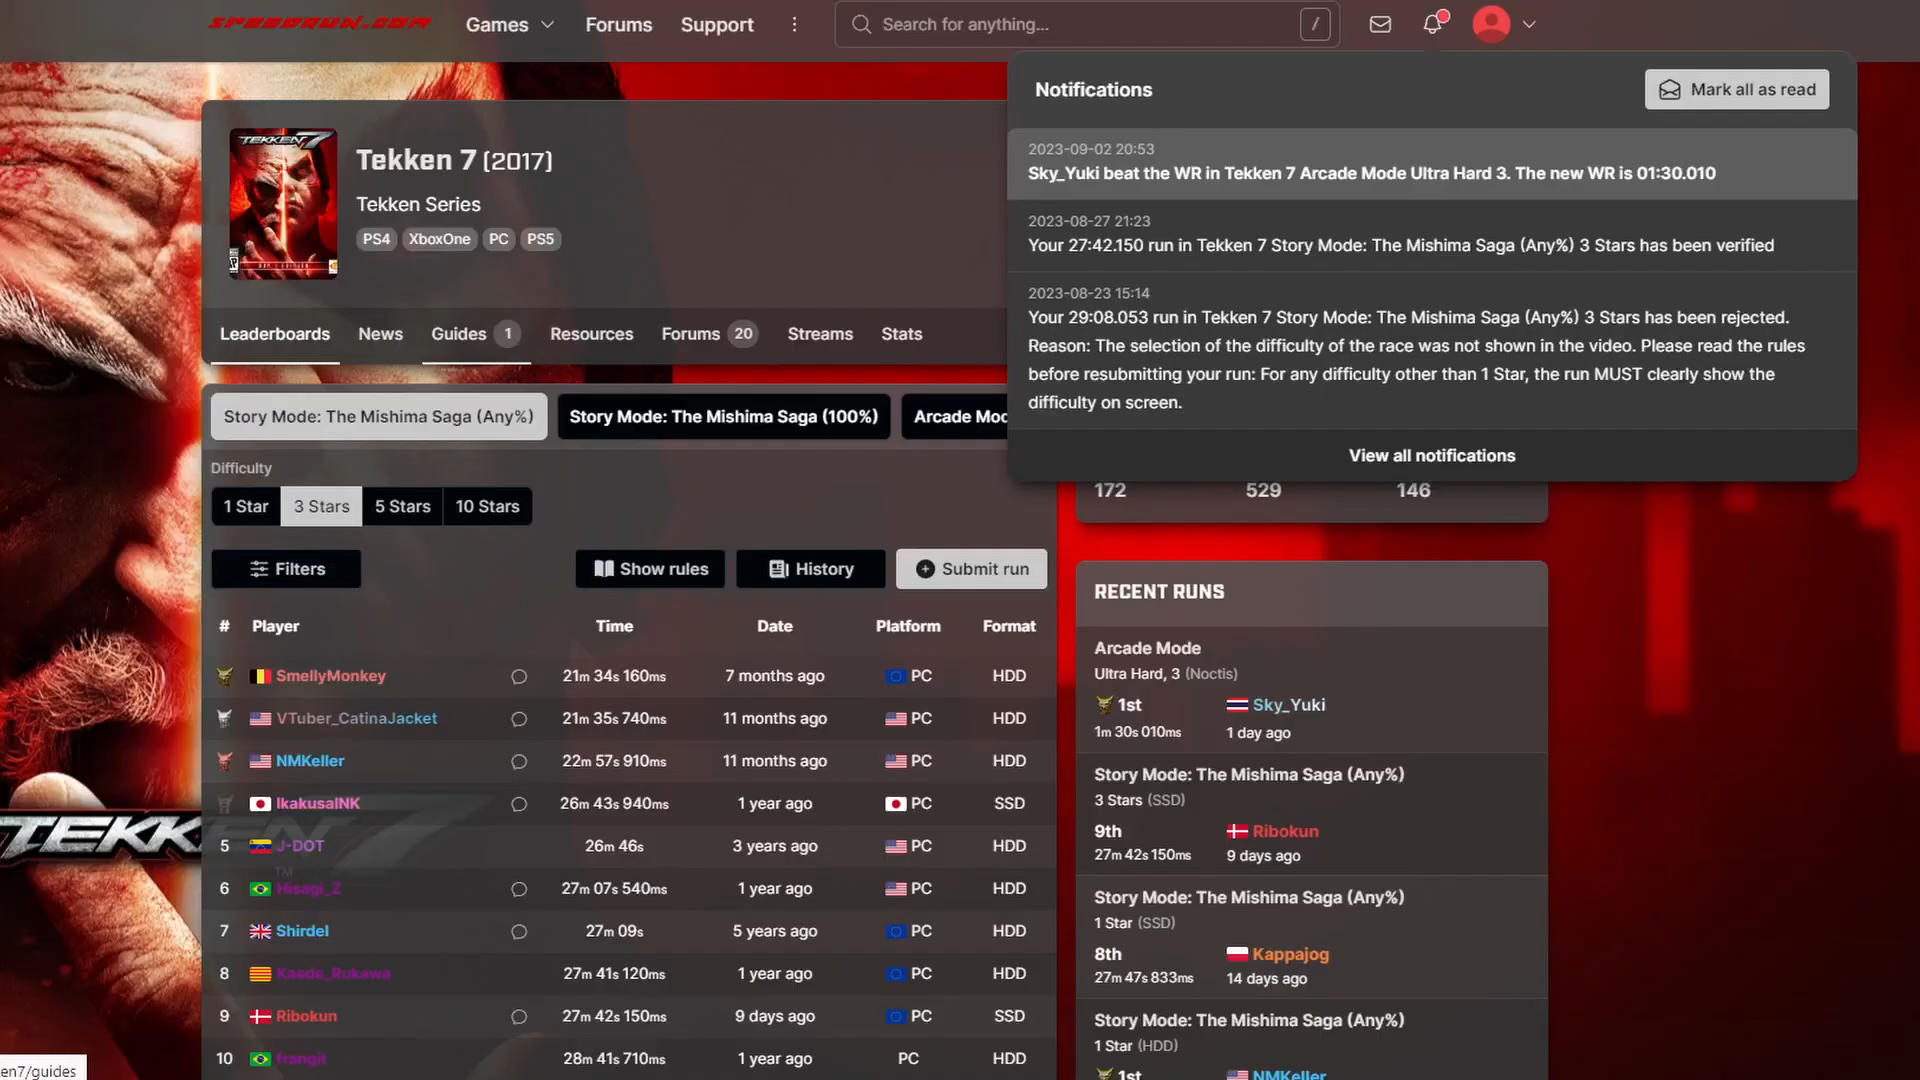 SPEEDRUN.COM Games Forums Support Search for anything... /
Notifications Mark all as read
2023-09-02 20:53
Sky_Yuki beat the WR in Tekken 7 Arcade Mode Ultra Hard 3. The new WR is 01:30.010
2023-08-27 21:23
Your 27:42.150 run in Tekken 7 Story Mode: The Mishima Saga (Any%) 3 Stars has been verified
2023-08-23 15:14
Your 29:08.053 run in Tekken 7 Story Mode: The Mishima Saga (Any%) 3 Stars has been rejected.
Reason: The selection of the difficulty of the race was not shown in the video. Please read the rules
before resubmitting your run: For any difficulty other than 1 Star, the run MUST clearly show the
difficulty on screen.
View all notifications
TEKKEN 7
Tekken 7 (2017)
Tekken Series
PS4 XboxOne PC PS5
Leaderboards News Guides 1 Resources Forums 20 Streams Stats
Story Mode: The Mishima Saga (Any%) Story Mode: The Mishima Saga (100%) Arcade Moc
Difficulty
1 Star 3 Stars 5 Stars 10 Stars
Filters Show rules History Submit run
# Player Time Date Platform Format
SmellyMonkey 21m 34s 160ms 7 months ago PC HDD
VTuber_CatinaJacket 21m 35s 740ms 11 months ago PC HDD
NMKeller 22m 57s 910ms 11 months ago PC HDD
IkakusaINK 26m 43s 940ms 1 year ago PC SSD
5 J-DOT 26m 46s 3 years ago PC HDD
6 Hisagi_Z 27m 07s 540ms 1 year ago PC HDD
7 Shirdel 27m 09s 5 years ago PC HDD
8 Kaede_Rukawa 27m 41s 120ms 1 year ago PC HDD
9 Ribokun 27m 42s 150ms 9 days ago PC SSD
10 frangit 28m 41s 710ms 1 year ago PC HDD
172 529 146
RECENT RUNS
Arcade Mode
Ultra Hard, 3 (Noctis)
1st Sky_Yuki
1m 30s 010ms 1 day ago
Story Mode: The Mishima Saga (Any%)
3 Stars (SSD)
9th Ribokun
27m 42s 150ms 9 days ago
Story Mode: The Mishima Saga (Any%)
1 Star (SSD)
8th Kappajog
27m 47s 833ms 14 days ago
Story Mode: The Mishima Saga (Any%)
1 Star (HDD)
1st NMKeller
TEKKEN 7
TM
en7/guides